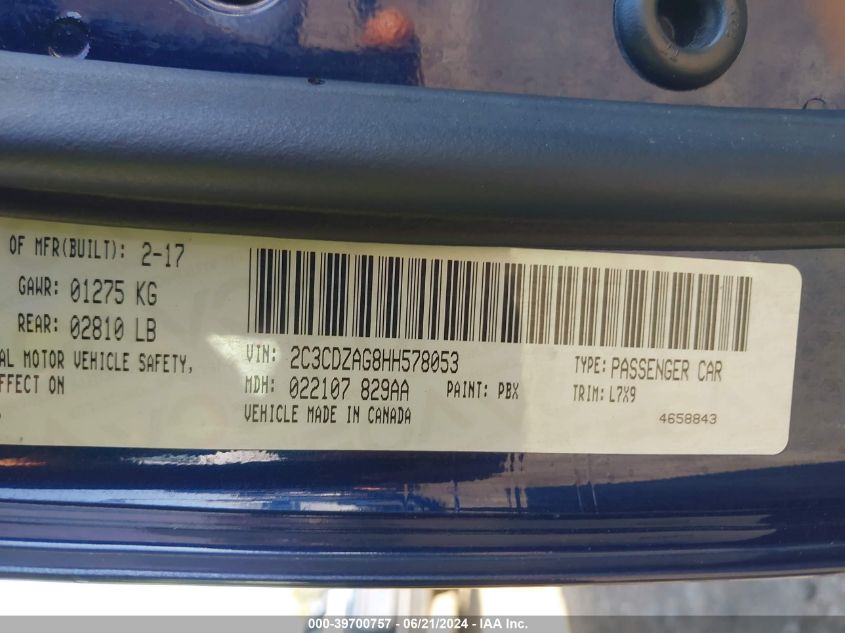 OF MFR(BUILT): 2-17
GAWR: 01275 KG
REAR: 02810 LB
MOTOR VEHICLE SAFETY,
EFFECT ON
VIN: 2C3CDZAG8HH578053
MDH: 022107 829AA PAINT: PBX
VEHICLE MADE IN CANADA
TYPE: PASSENGER CAR
TRIM: L7X9
4658843
000-39700757 - 06/21/2024 - IAA Inc.